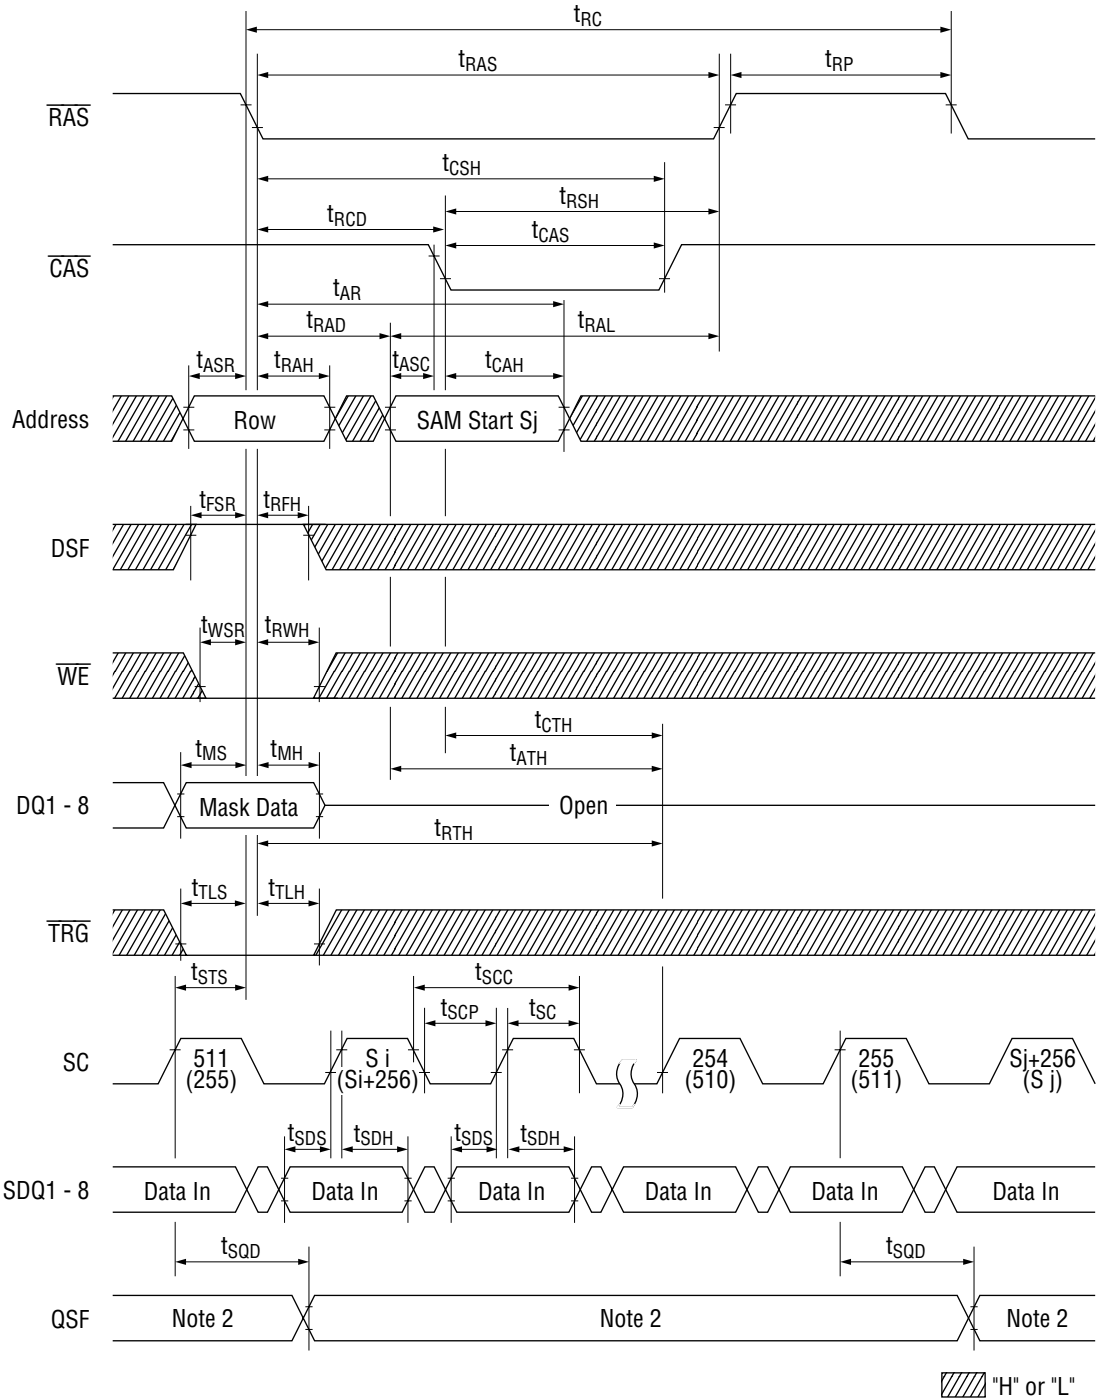 tRC
tRAS tRP
RAS
tCSH
tRSH
tRCD
tCAS
CAS
tAR
tRAD tRAL
tASR tRAH tASC tCAH
Address Row SAM Start Sj
tFSR tRFH
DSF
tWSR tRWH
WE
tCTH
tMS tMH tATH
DQ1 - 8 Mask Data Open
tRTH
tTLS tTLH
TRG
tSTS tSCC
tSCP tSC
SC 511 (255) S i (Si+256) 254 (510) 255 (511) Sj+256 (S j)
tSDS tSDH tSDS tSDH
SDQ1 - 8 Data In Data In Data In Data In Data In Data In
tSQD tSQD
QSF Note 2 Note 2 Note 2
"H" or "L"